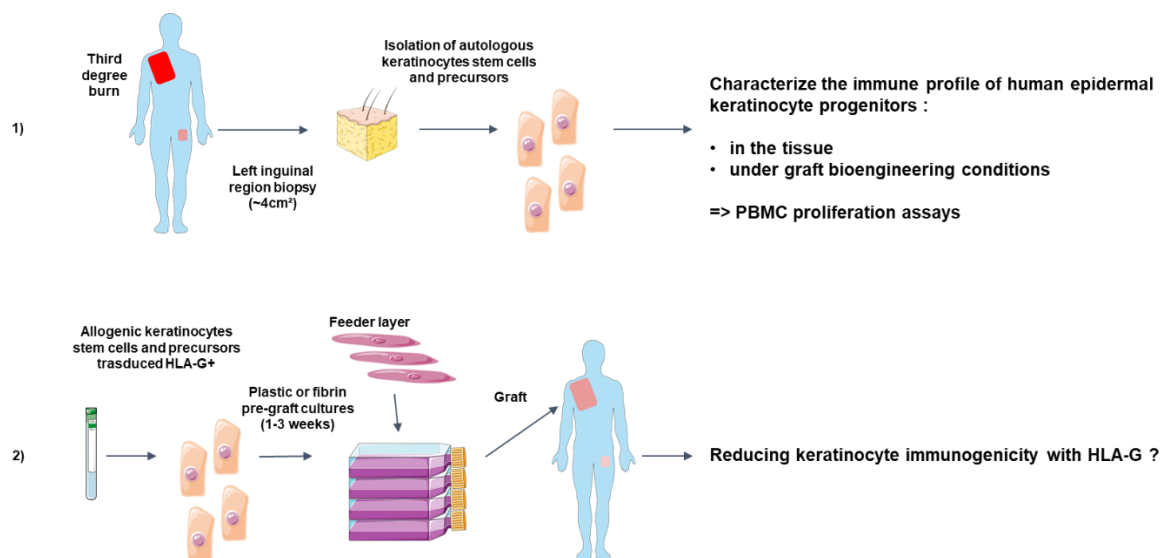 1)
Third
degree
burn
Left inguinal
region biopsy
(~4cm²)
Isolation of autologous
keratinocytes stem cells
and precursors
Characterize the immune profile of human epidermal
keratinocyte progenitors :
• in the tissue
• under graft bioengineering conditions
=> PBMC proliferation assays
2)
Allogenic keratinocytes
stem cells and precursors
trasduced HLA-G+
Plastic or fibrin
pre-graft cultures
(1-3 weeks)
Feeder layer
Graft
Reducing keratinocyte immunogenicity with HLA-G ?